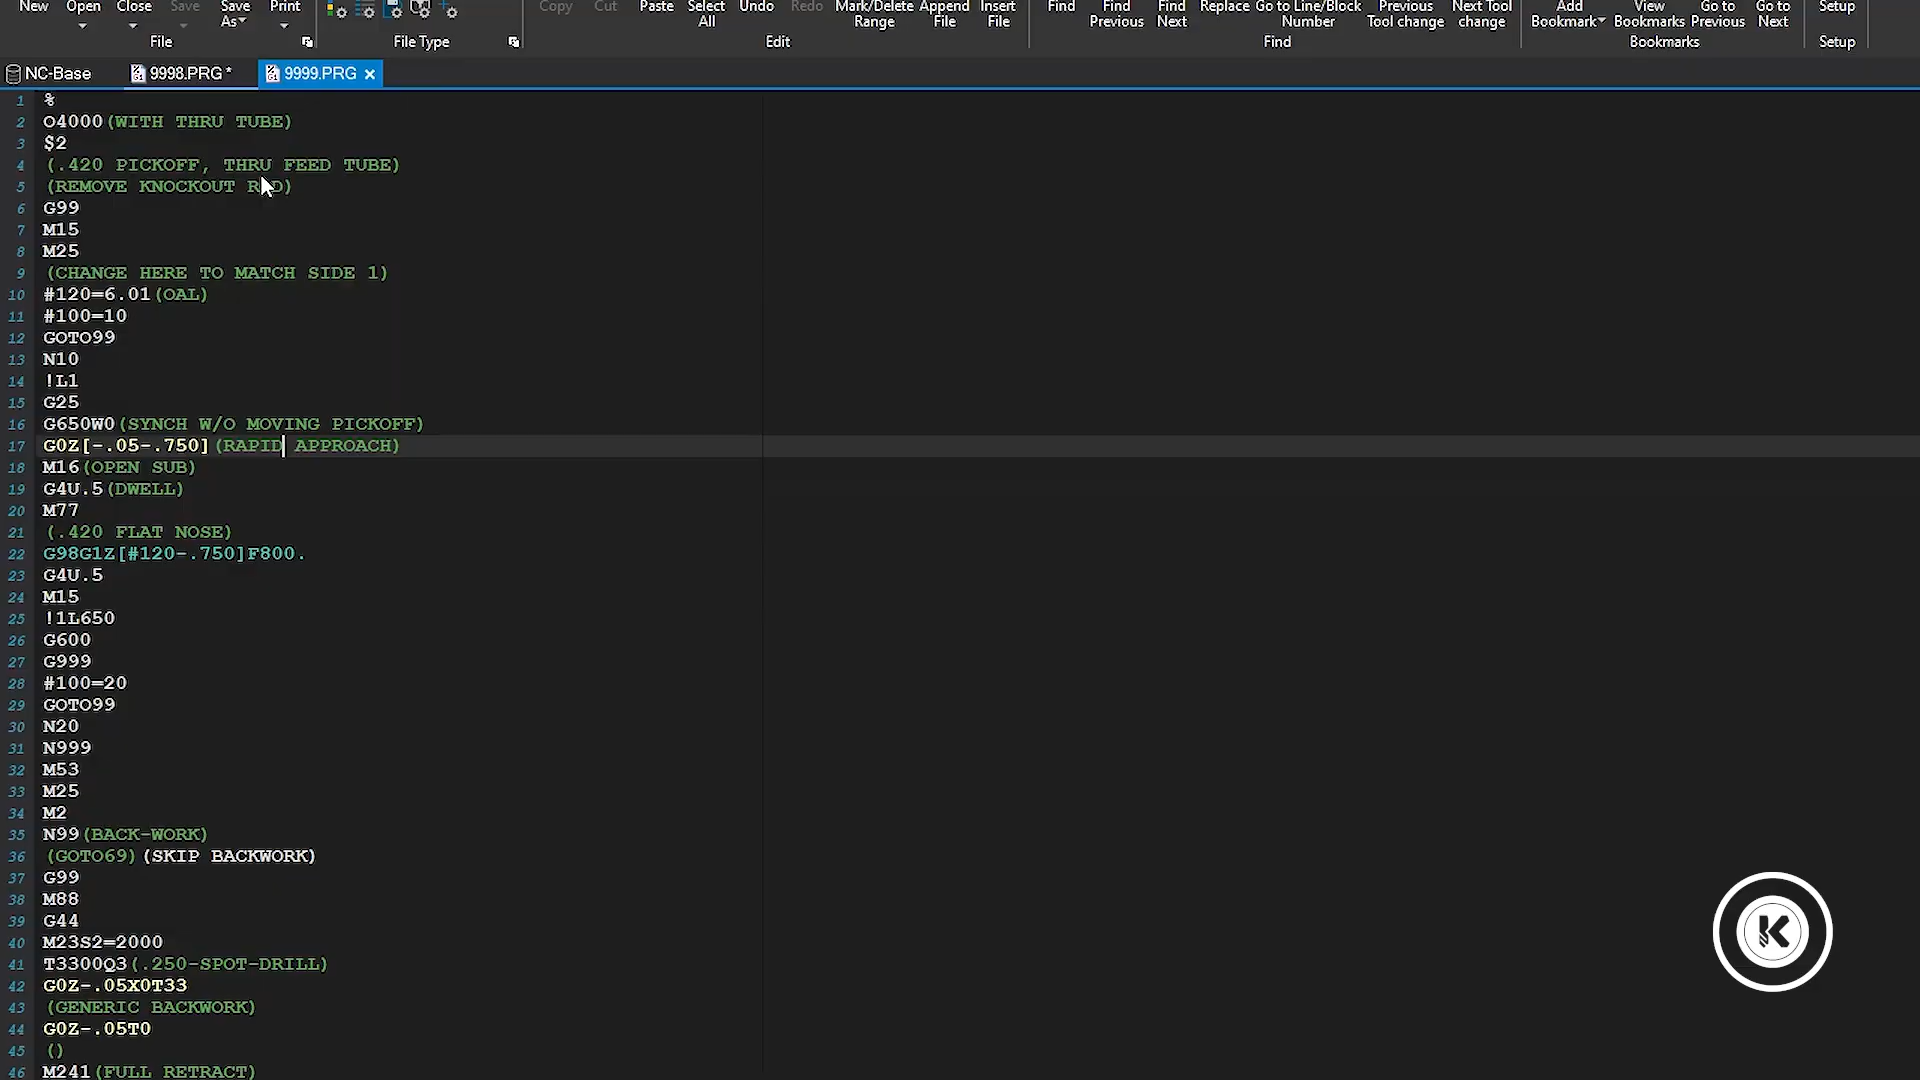 New Open Close Save Save As Print Copy Cut Paste Select All Undo Redo Mark/Delete Range Append File Insert File Find Find Previous Find Next Replace Go to Line/Block Number Previous Tool change Next Tool change Add Bookmark View Bookmarks Go to Previous Go to Next Setup
File File Type Edit Find Bookmarks Setup
NC-Base 9998.PRG * 9999.PRG ×
1 %
2 O4000(WITH THRU TUBE)
3 $2
4 (.420 PICKOFF, THRU FEED TUBE)
5 (REMOVE KNOCKOUT
6 G99
7 M15
8 M25
9 (CHANGE HERE TO MATCH SIDE 1)
10 #120=6.01(OAL)
11 #100=10
12 GOTO99
13 N10
14 !L1
15 G25
16 G650W0(SYNCH W/O MOVING PICKOFF)
17 G0Z[-.05-.750](RAPID APPROACH)
18 M16(OPEN SUB)
19 G4U.5(DWELL)
20 M77
21 (.420 FLAT NOSE)
22 G98G1Z[#120-.750]F800.
23 G4U.5
24 M15
25 !1L650
26 G600
27 G999
28 #100=20
29 GOTO99
30 N20
31 N999
32 M53
33 M25
34 M2
35 N99(BACK-WORK)
36 (GOTO69)(SKIP BACKWORK)
37 G99
38 M88
39 G44
40 M23S2=2000
41 T3300Q3(.250-SPOT-DRILL)
42 G0Z-.05X0T33
43 (GENERIC BACKWORK)
44 G0Z-.05T0
45 ()
46 M241(FULL RETRACT)
K